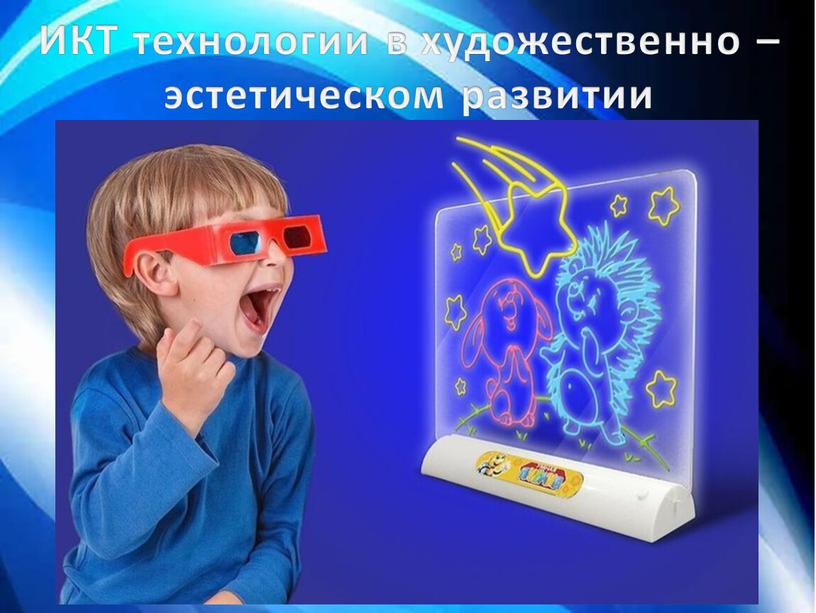 ИКТ технологии в художественно –
эстетическом развитии